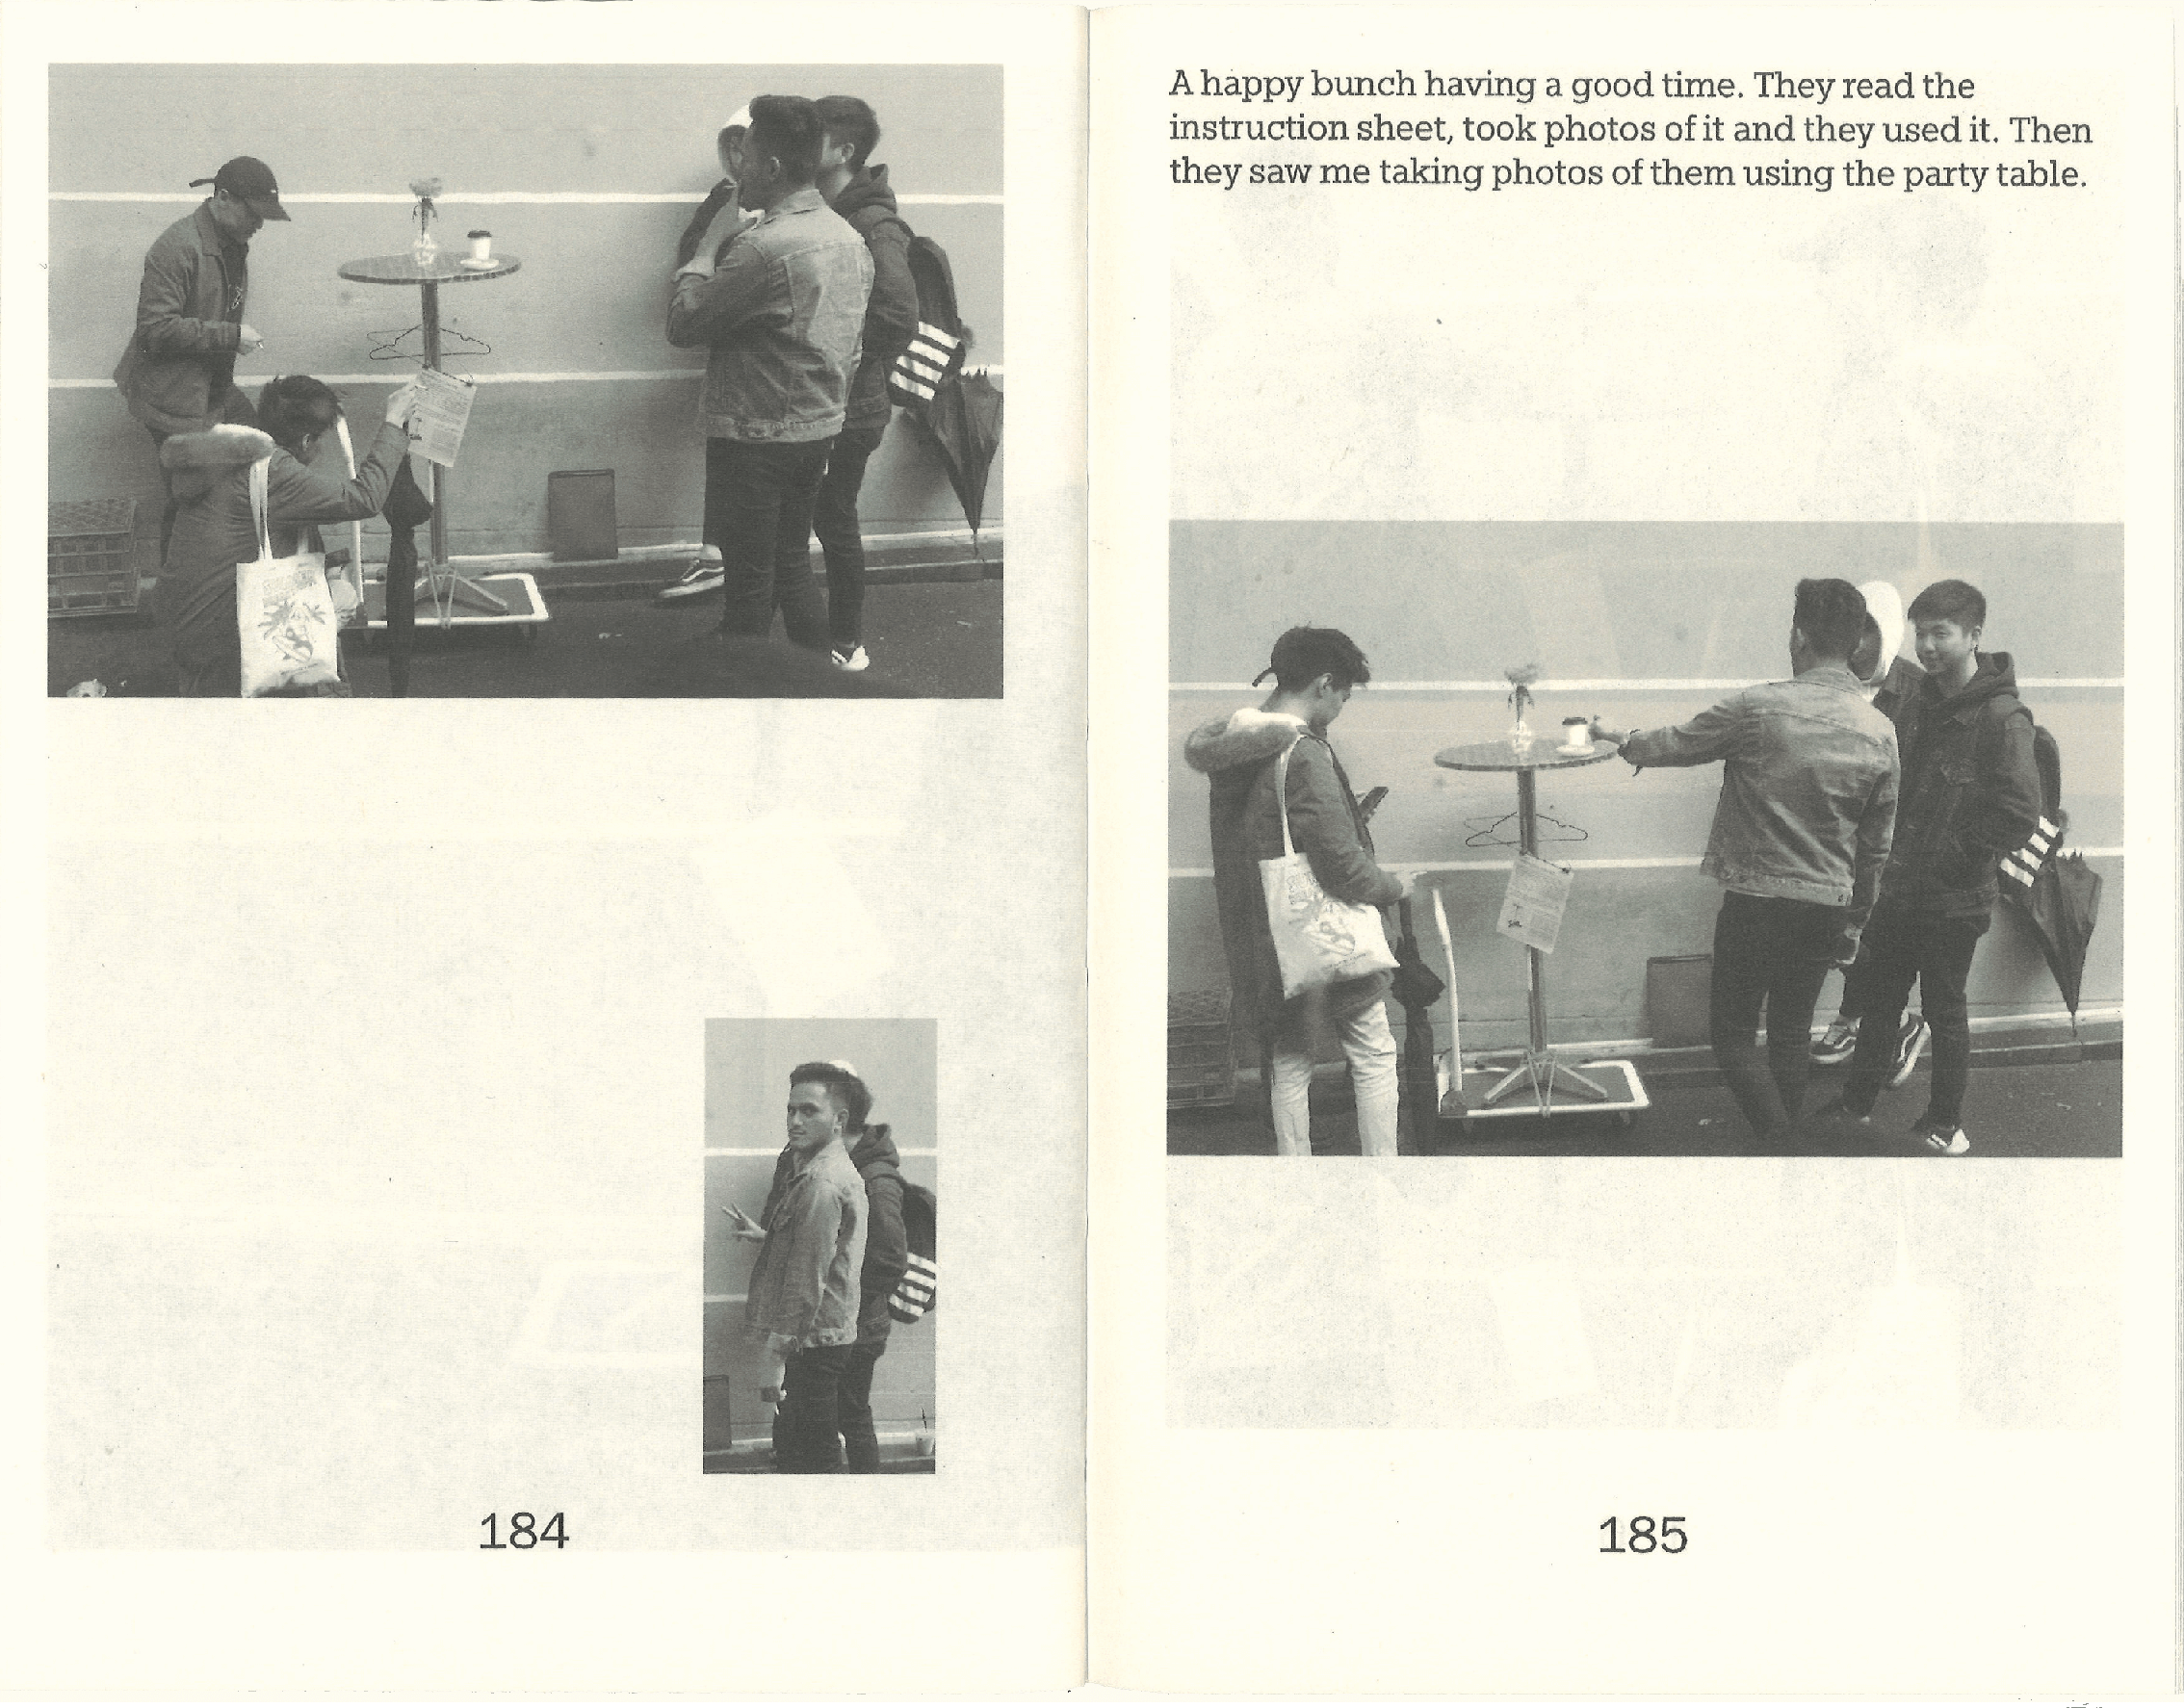 A happy bunch having a good time. They read the
instruction sheet, took photos of it and they used it. Then
they saw me taking photos of them using the party table.
184
185